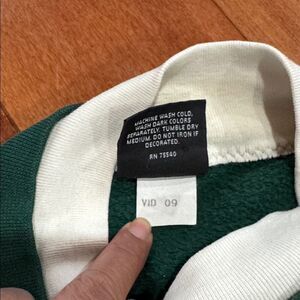 MACHINE WASH COLD,
WASH DARK COLORS
SEPARATELY. TUMBLE DRY
MEDIUM. DO NOT IRON IF
DECORATED.
RN 75540
VID 09